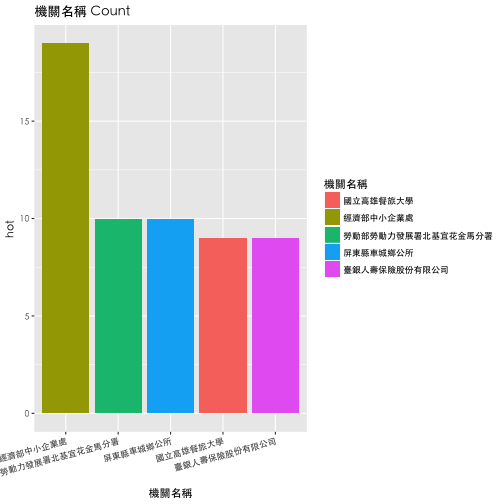 機關名稱 Count
hot
15
10
5
0
經濟部中小企業處
勞動力發展署北基宜花金馬分署
屏東縣車城鄉公所
國立高雄餐旅大學
臺銀人壽保險股份有限公司
機關名稱
機關名稱
國立高雄餐旅大學
經濟部中小企業處
勞動部勞動力發展署北基宜花金馬分署
屏東縣車城鄉公所
臺銀人壽保險股份有限公司